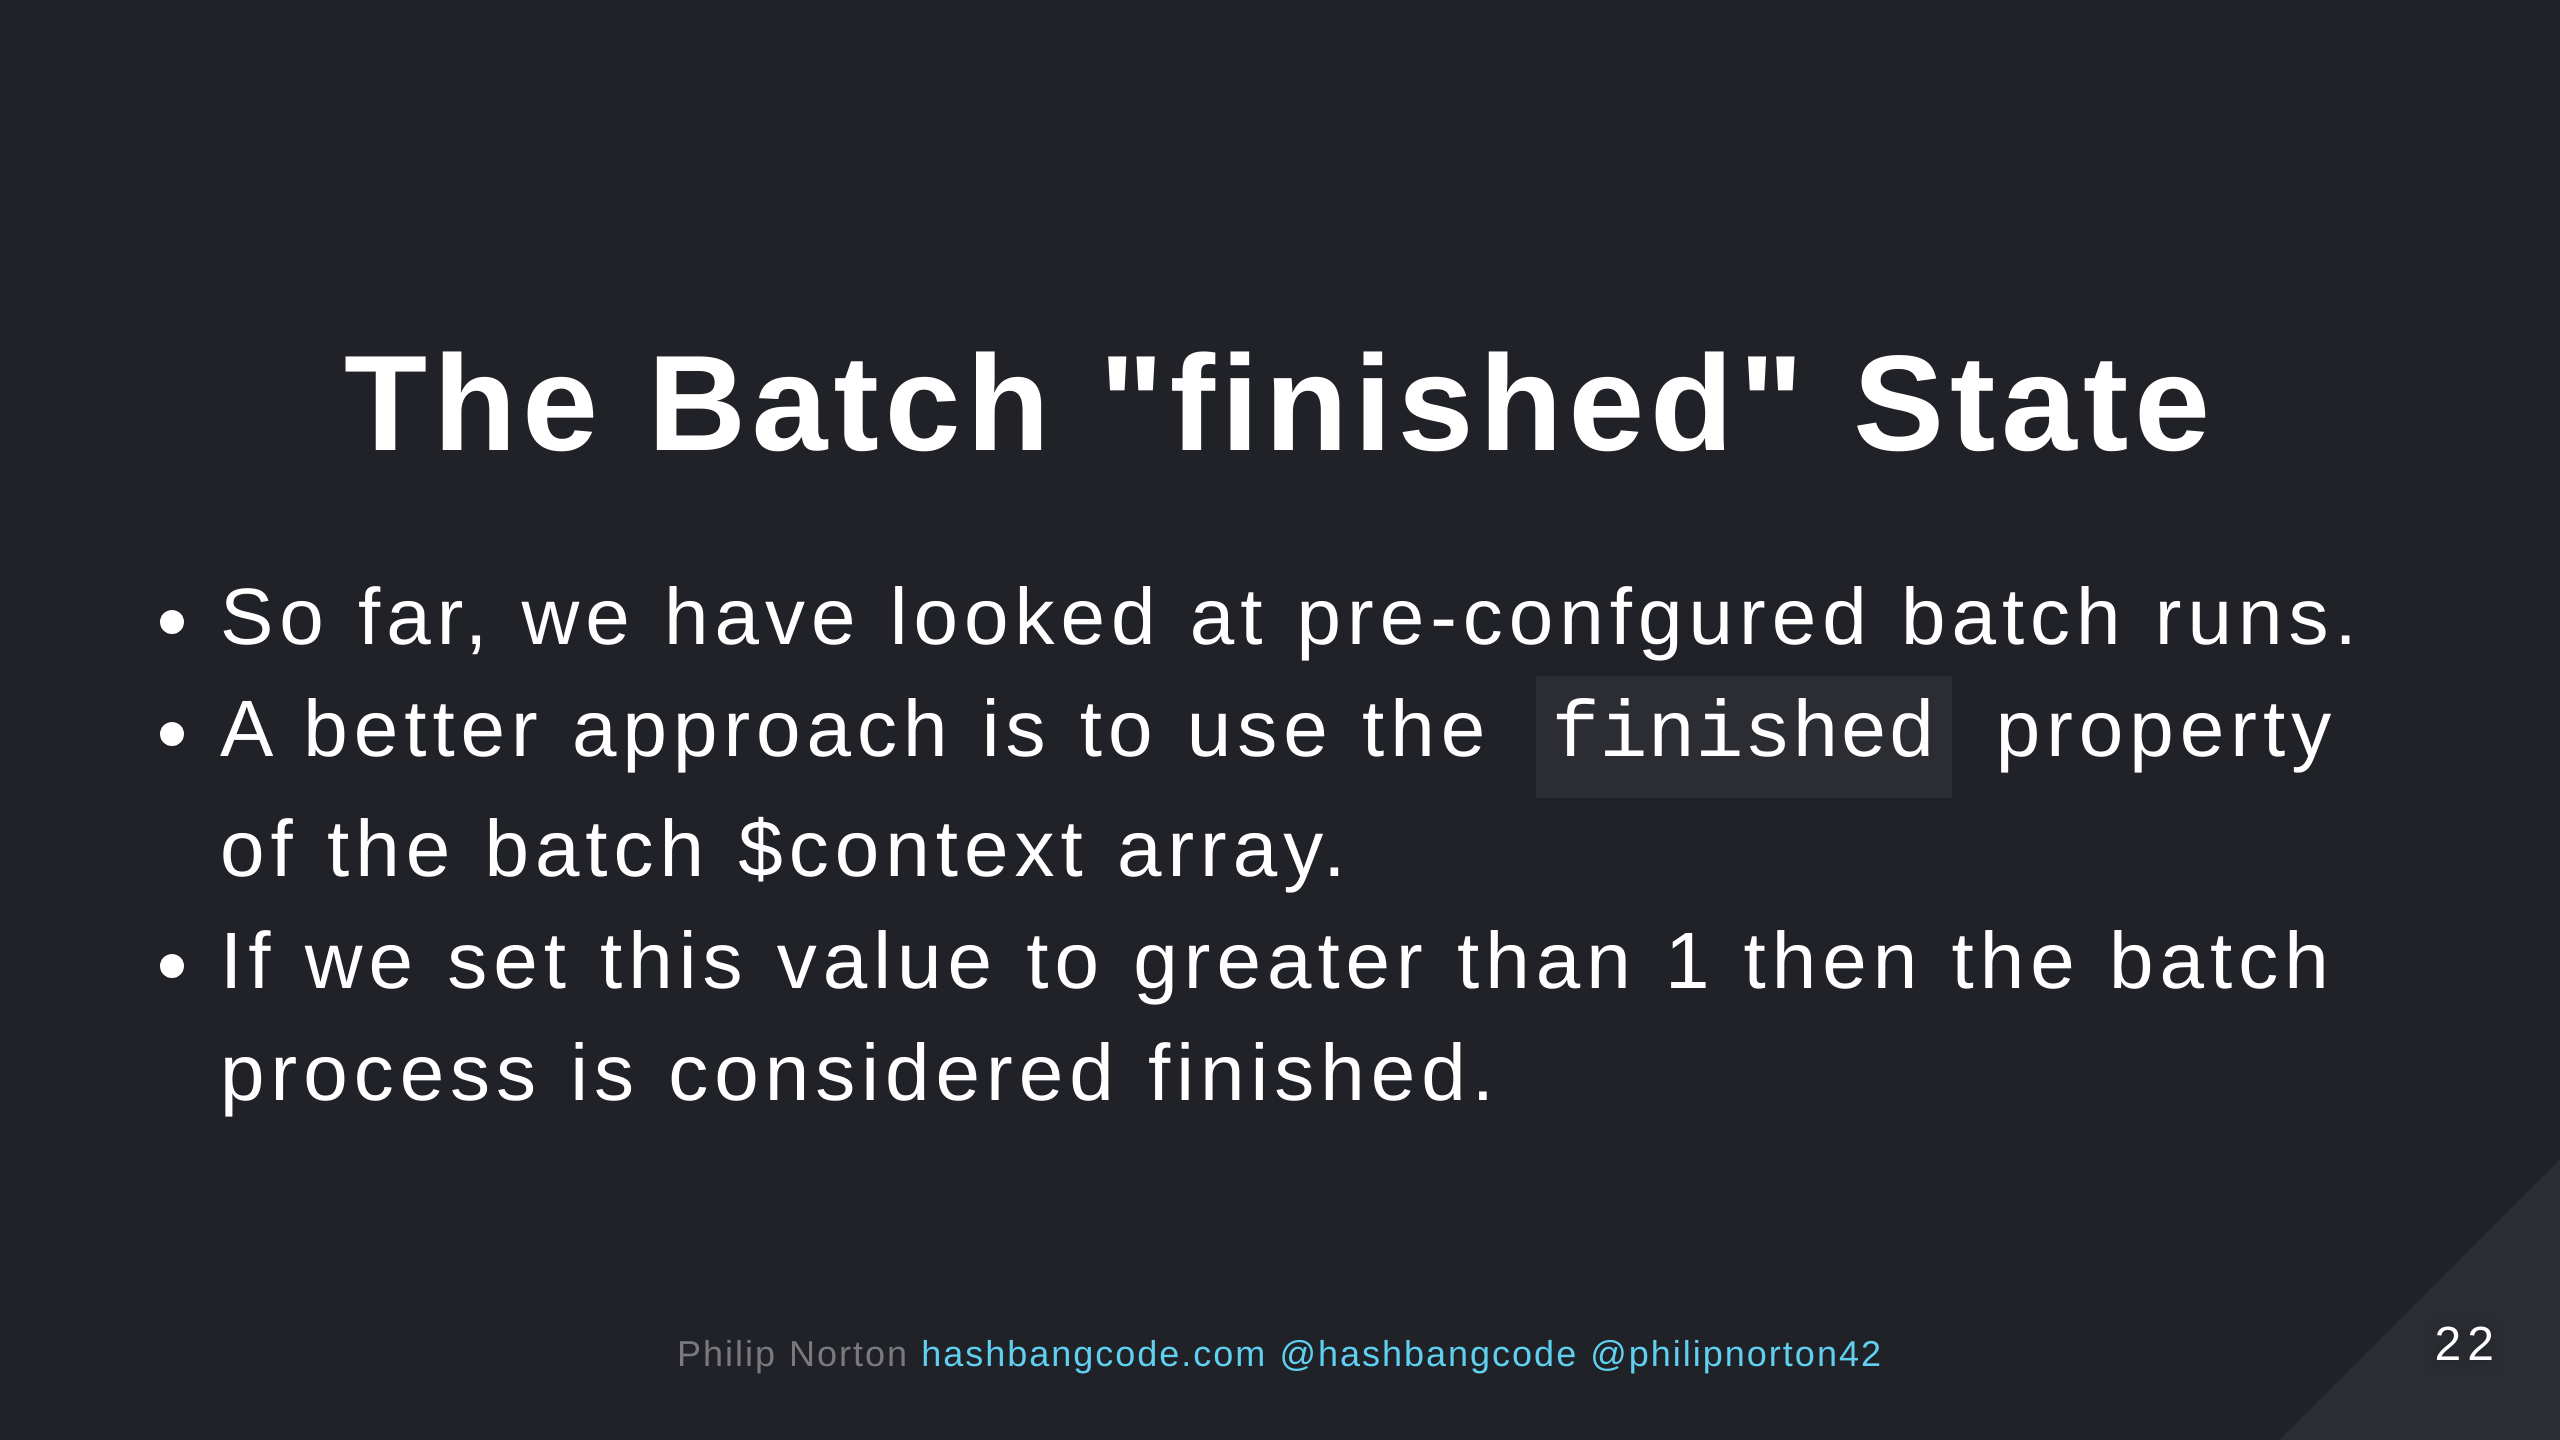 The Batch "finished" State
So far, we have looked at pre-confgured batch runs.
A better approach is to use the finished property
of the batch $context array.
If we set this value to greater than 1 then the batch
process is considered finished.
Philip Norton hashbangcode.com @hashbangcode @philipnorton42
22